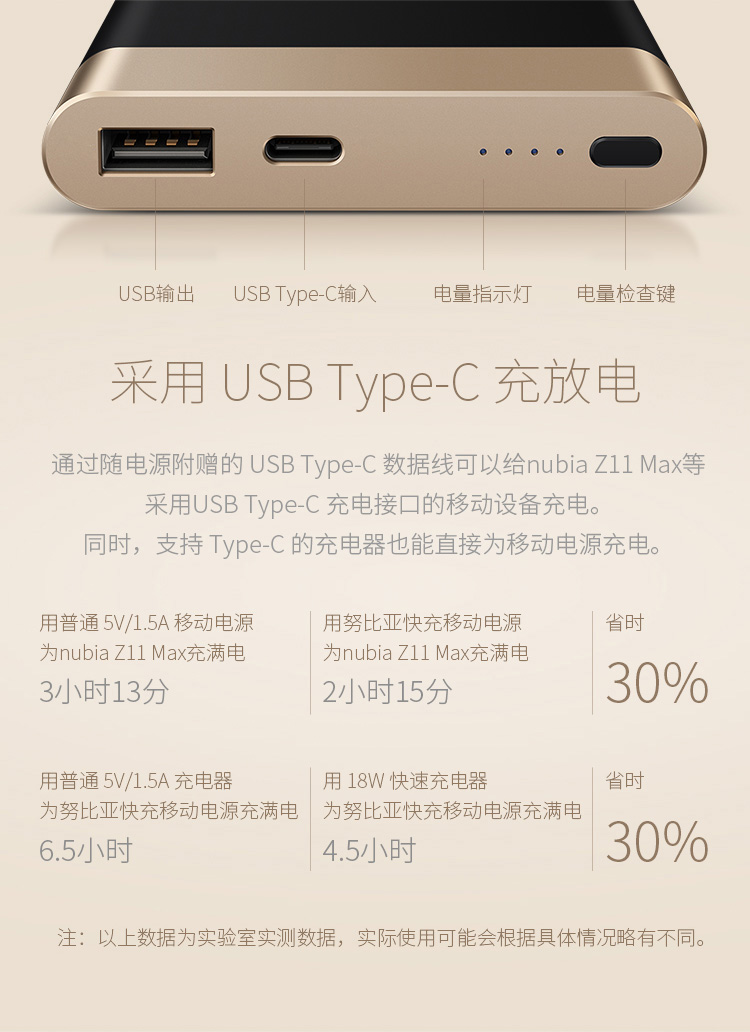 USB输出
USB Type-C输入
电量指示灯
电量检查键
采用 USB Type-C 充放电
通过随电源附赠的 USB Type-C 数据线可以给nubia Z11 Max等
采用USB Type-C 充电接口的移动设备充电。
同时，支持 Type-C 的充电器也能直接为移动电源充电。
用普通 5V/1.5A 移动电源
为nubia Z11 Max充满电
3小时13分
用努比亚快充移动电源
为nubia Z11 Max充满电
2小时15分
省时
30%
用普通 5V/1.5A 充电器
为努比亚快充移动电源充满电
6.5小时
用 18W 快速充电器
为努比亚快充移动电源充满电
4.5小时
省时
30%
注：以上数据为实验室实测数据，实际使用可能会根据具体情况略有不同。